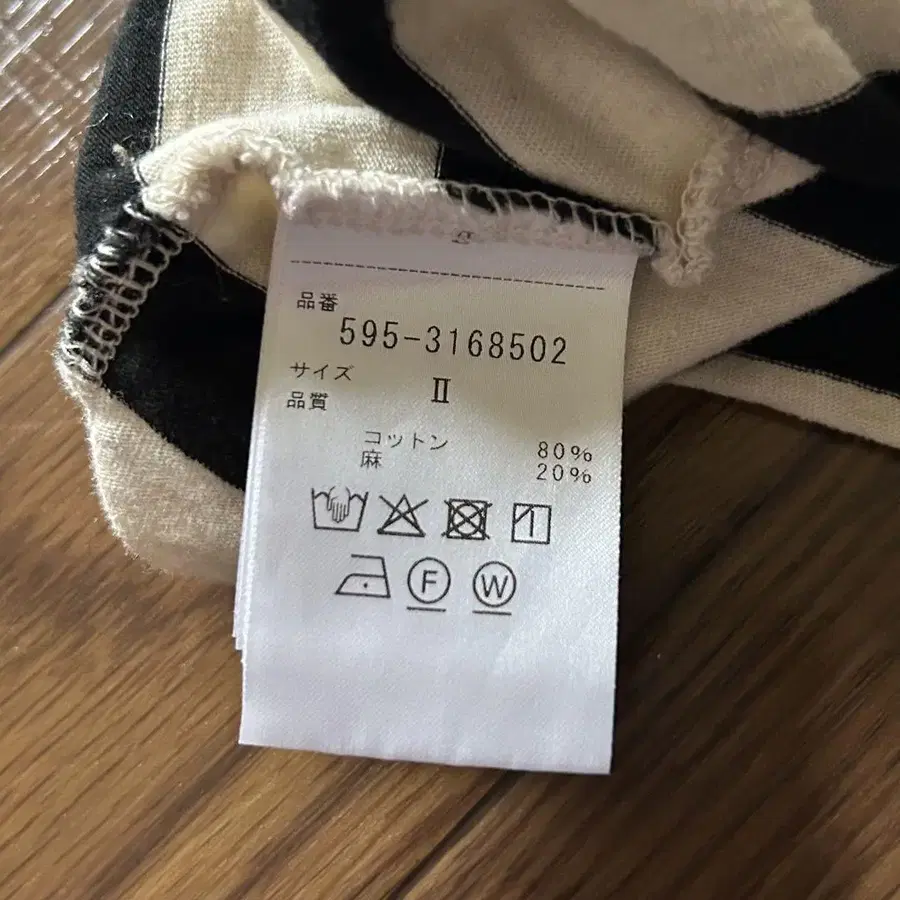 品番
595-3168502
サイズ Ⅱ
品質
コットン 80%
麻 20%
F W